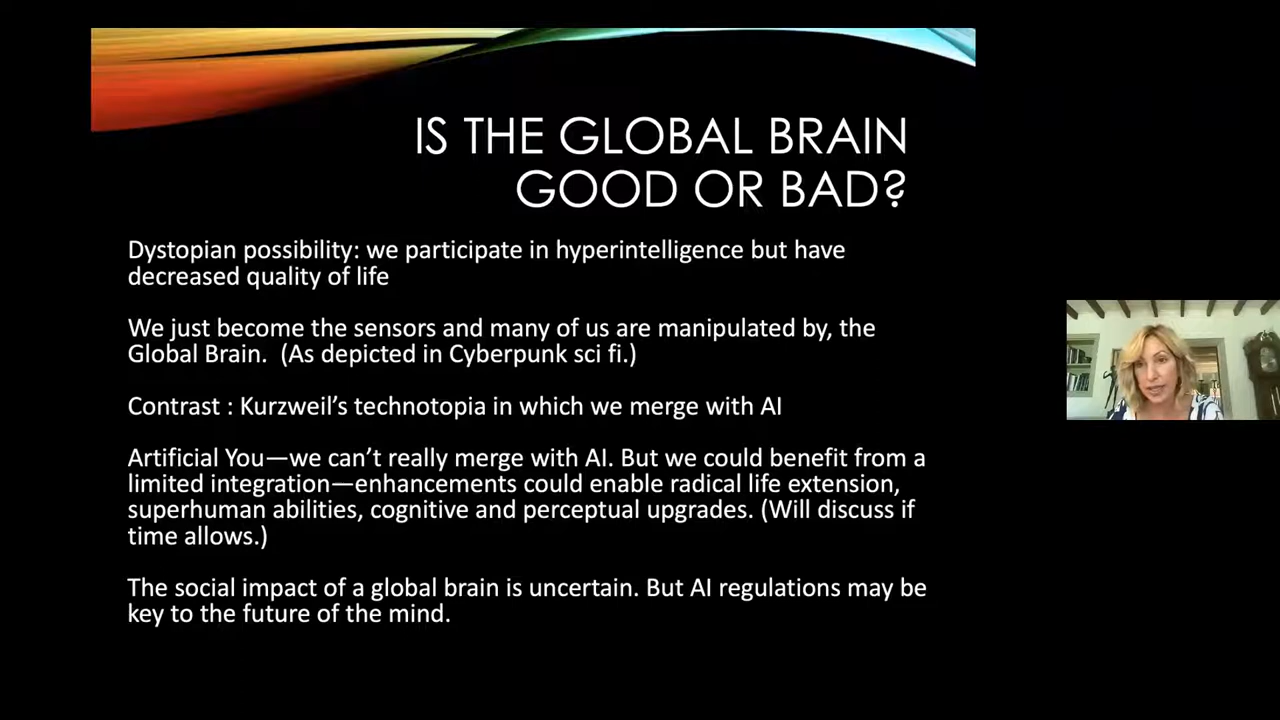 IS THE GLOBAL BRAIN
GOOD OR BAD?
Dystopian possibility: we participate in hyperintelligence but have
decreased quality of life
We just become the sensors and many of us are manipulated by, the
Global Brain.  (As depicted in Cyberpunk sci fi.)
Contrast : Kurzweil’s technotopia in which we merge with AI
Artificial You—we can’t really merge with AI. But we could benefit from a
limited integration—enhancements could enable radical life extension,
superhuman abilities, cognitive and perceptual upgrades. (Will discuss if
time allows.)
The social impact of a global brain is uncertain. But AI regulations may be
key to the future of the mind.